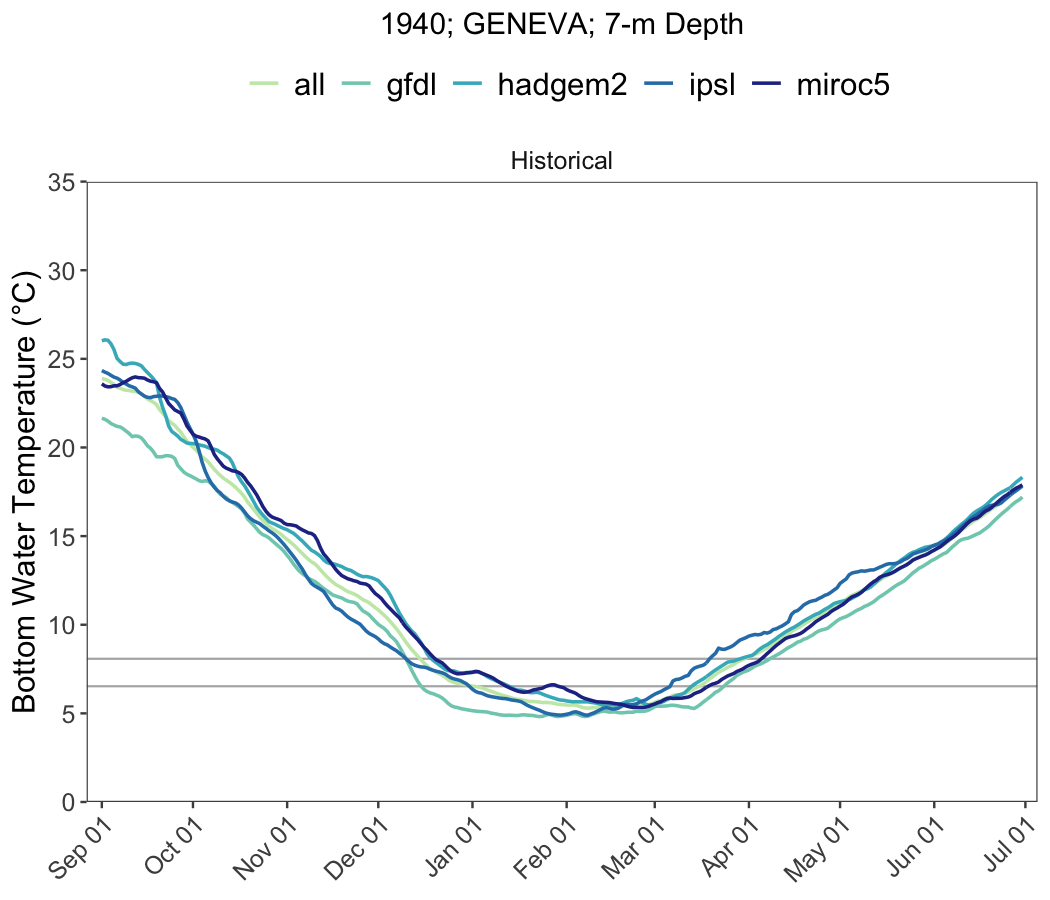 1940; GENEVA; 7-m Depth
all gfdl hadgem2 ipsl miroc5
Historical
Bottom Water Temperature (°C)
35
30
25
20
15
10
5
0
Sep 01 Oct 01 Nov 01 Dec 01 Jan 01 Feb 01 Mar 01 Apr 01 May 01 Jun 01 Jul 01